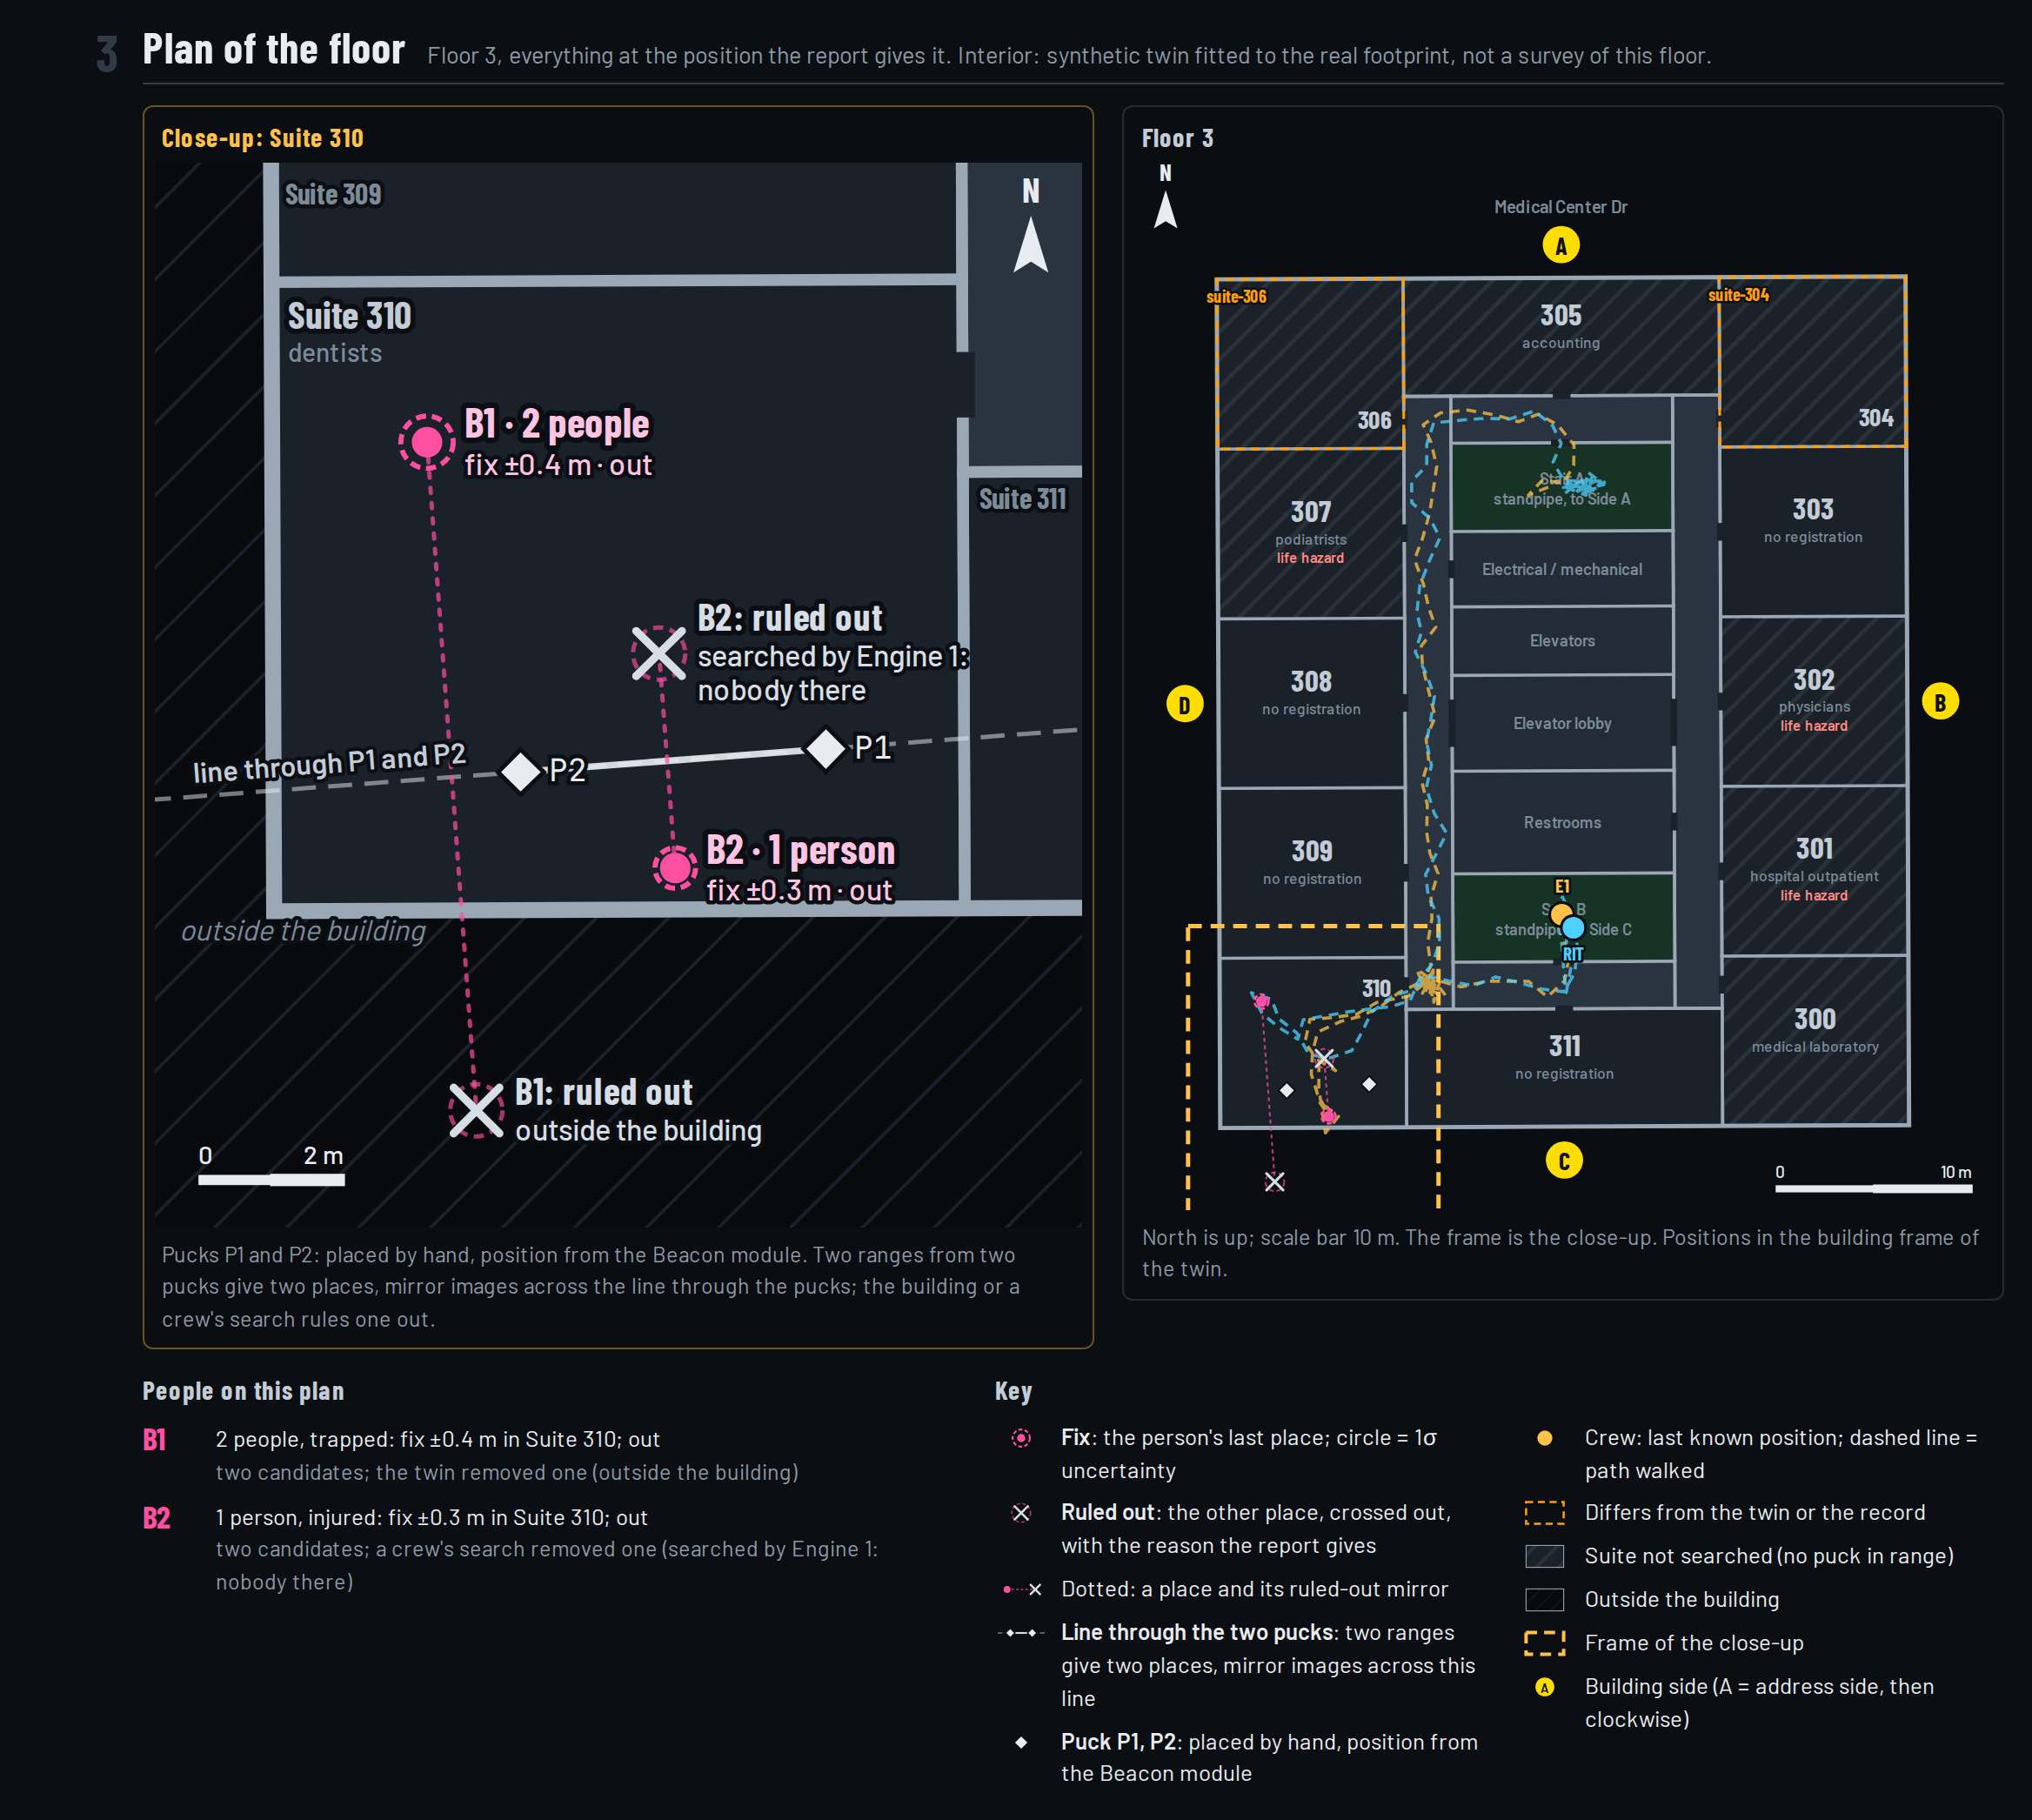 3 Plan of the floor Floor 3, everything at the position the report gives it. Interior: synthetic twin fitted to the real footprint, not a survey of this floor.
Close-up: Suite 310
Suite 309
N
Suite 310
dentists
B1 · 2 people
fix ±0.4 m · out
Suite 311
B2: ruled out
searched by Engine 1:
nobody there
line through P1 and P2
P2
P1
B2 · 1 person
fix ±0.3 m · out
outside the building
B1: ruled out
outside the building
0 2 m
Pucks P1 and P2: placed by hand, position from the Beacon module. Two ranges from two
pucks give two places, mirror images across the line through the pucks; the building or a
crew's search rules one out.
Floor 3
N
Medical Center Dr
A
suite-306
suite-304
305
accounting
306
304
307
podiatrists
life hazard
standpipe, to Side A
303
no registration
Electrical / mechanical
Elevators
308
no registration
302
physicians
life hazard
D
B
Elevator lobby
Restrooms
309
no registration
301
hospital outpatient
life hazard
E1
B
Side C
RIT
310
300
medical laboratory
311
no registration
C
0 10 m
North is up; scale bar 10 m. The frame is the close-up. Positions in the building frame of
the twin.
People on this plan
B1 2 people, trapped: fix ±0.4 m in Suite 310; out
two candidates; the twin removed one (outside the building)
B2 1 person, injured: fix ±0.3 m in Suite 310; out
two candidates; a crew's search removed one (searched by Engine 1:
nobody there)
Key
Fix: the person's last place; circle = 1σ
uncertainty
Ruled out: the other place, crossed out,
with the reason the report gives
Dotted: a place and its ruled-out mirror
Line through the two pucks: two ranges
give two places, mirror images across this
line
Puck P1, P2: placed by hand, position from
the Beacon module
Crew: last known position; dashed line =
path walked
Differs from the twin or the record
Suite not searched (no puck in range)
Outside the building
Frame of the close-up
A Building side (A = address side, then
clockwise)